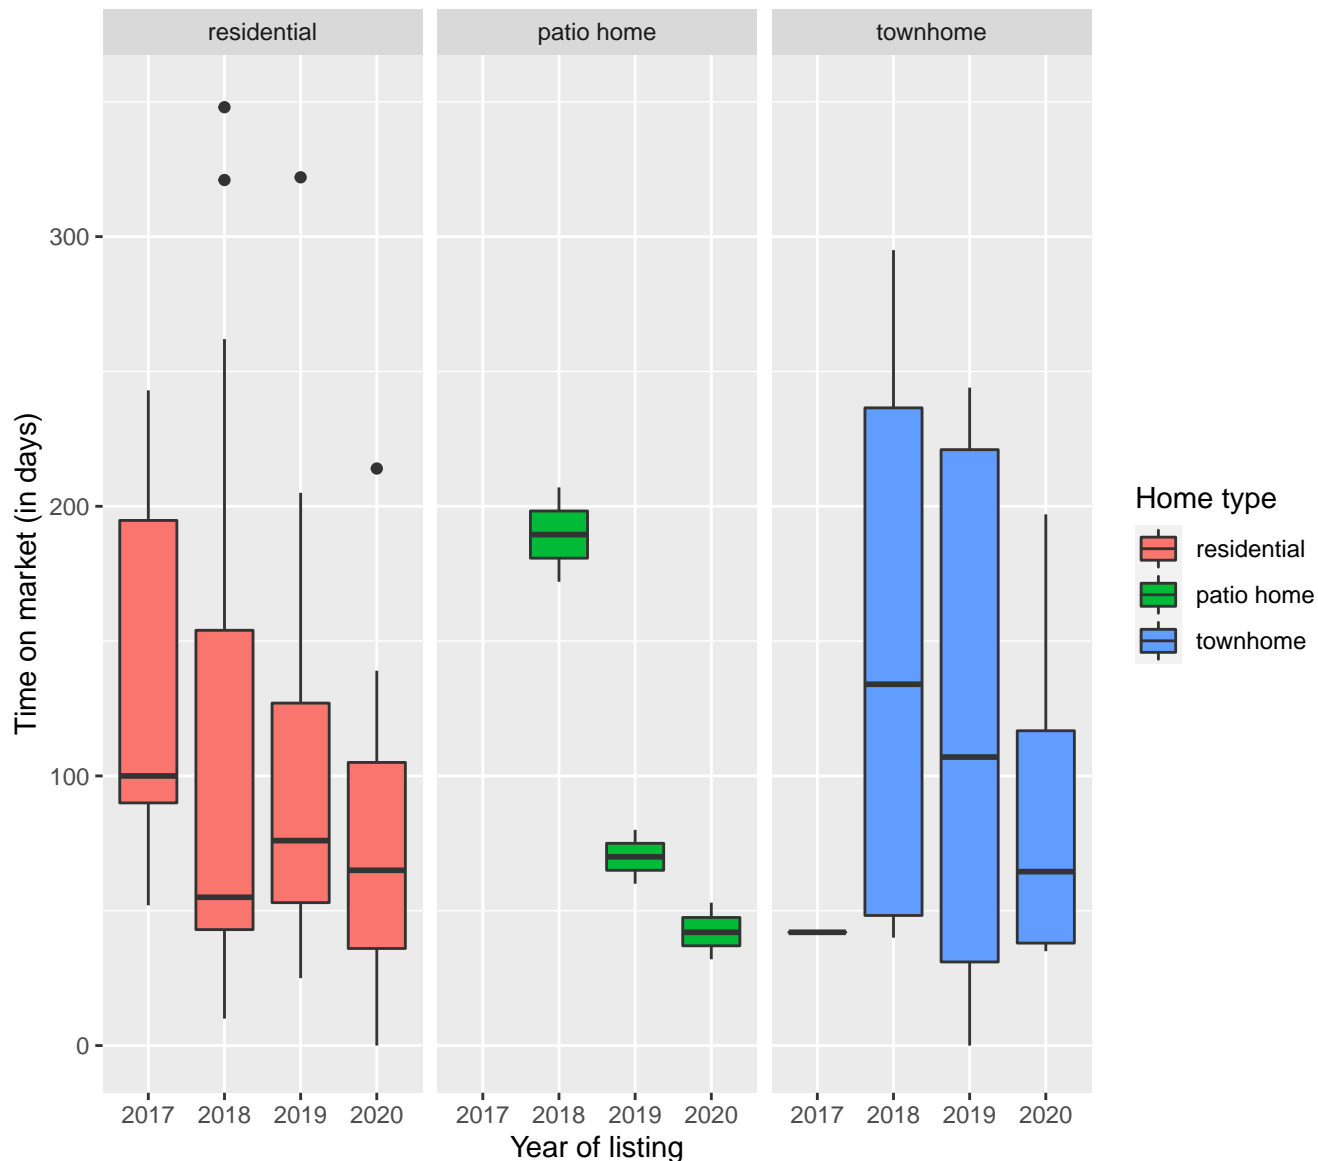 residential patio home townhome
300
200
100
0
Time on market (in days)
2017 2018 2019 2020 2017 2018 2019 2020 2017 2018 2019 2020
Year of listing
Home type
residential
patio home
townhome